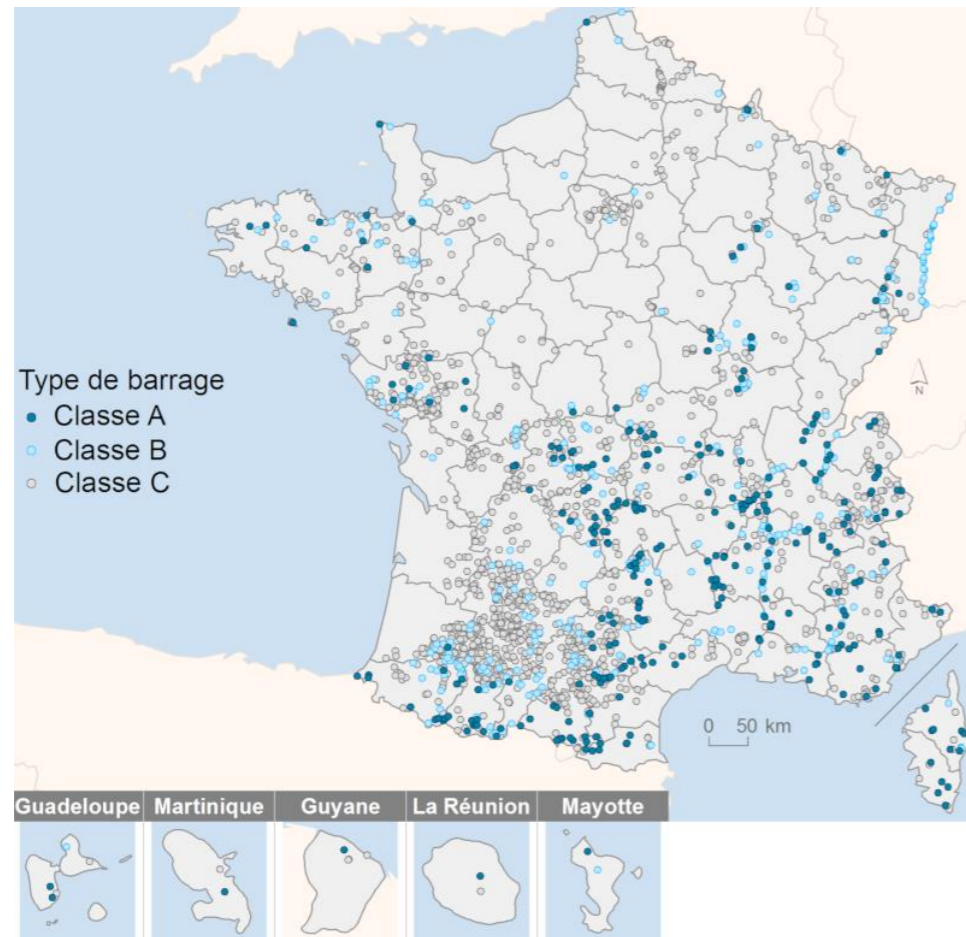 Type de barrage
Classe A
Classe B
Classe C
N
0 50 km
Guadeloupe Martinique Guyane La Réunion Mayotte